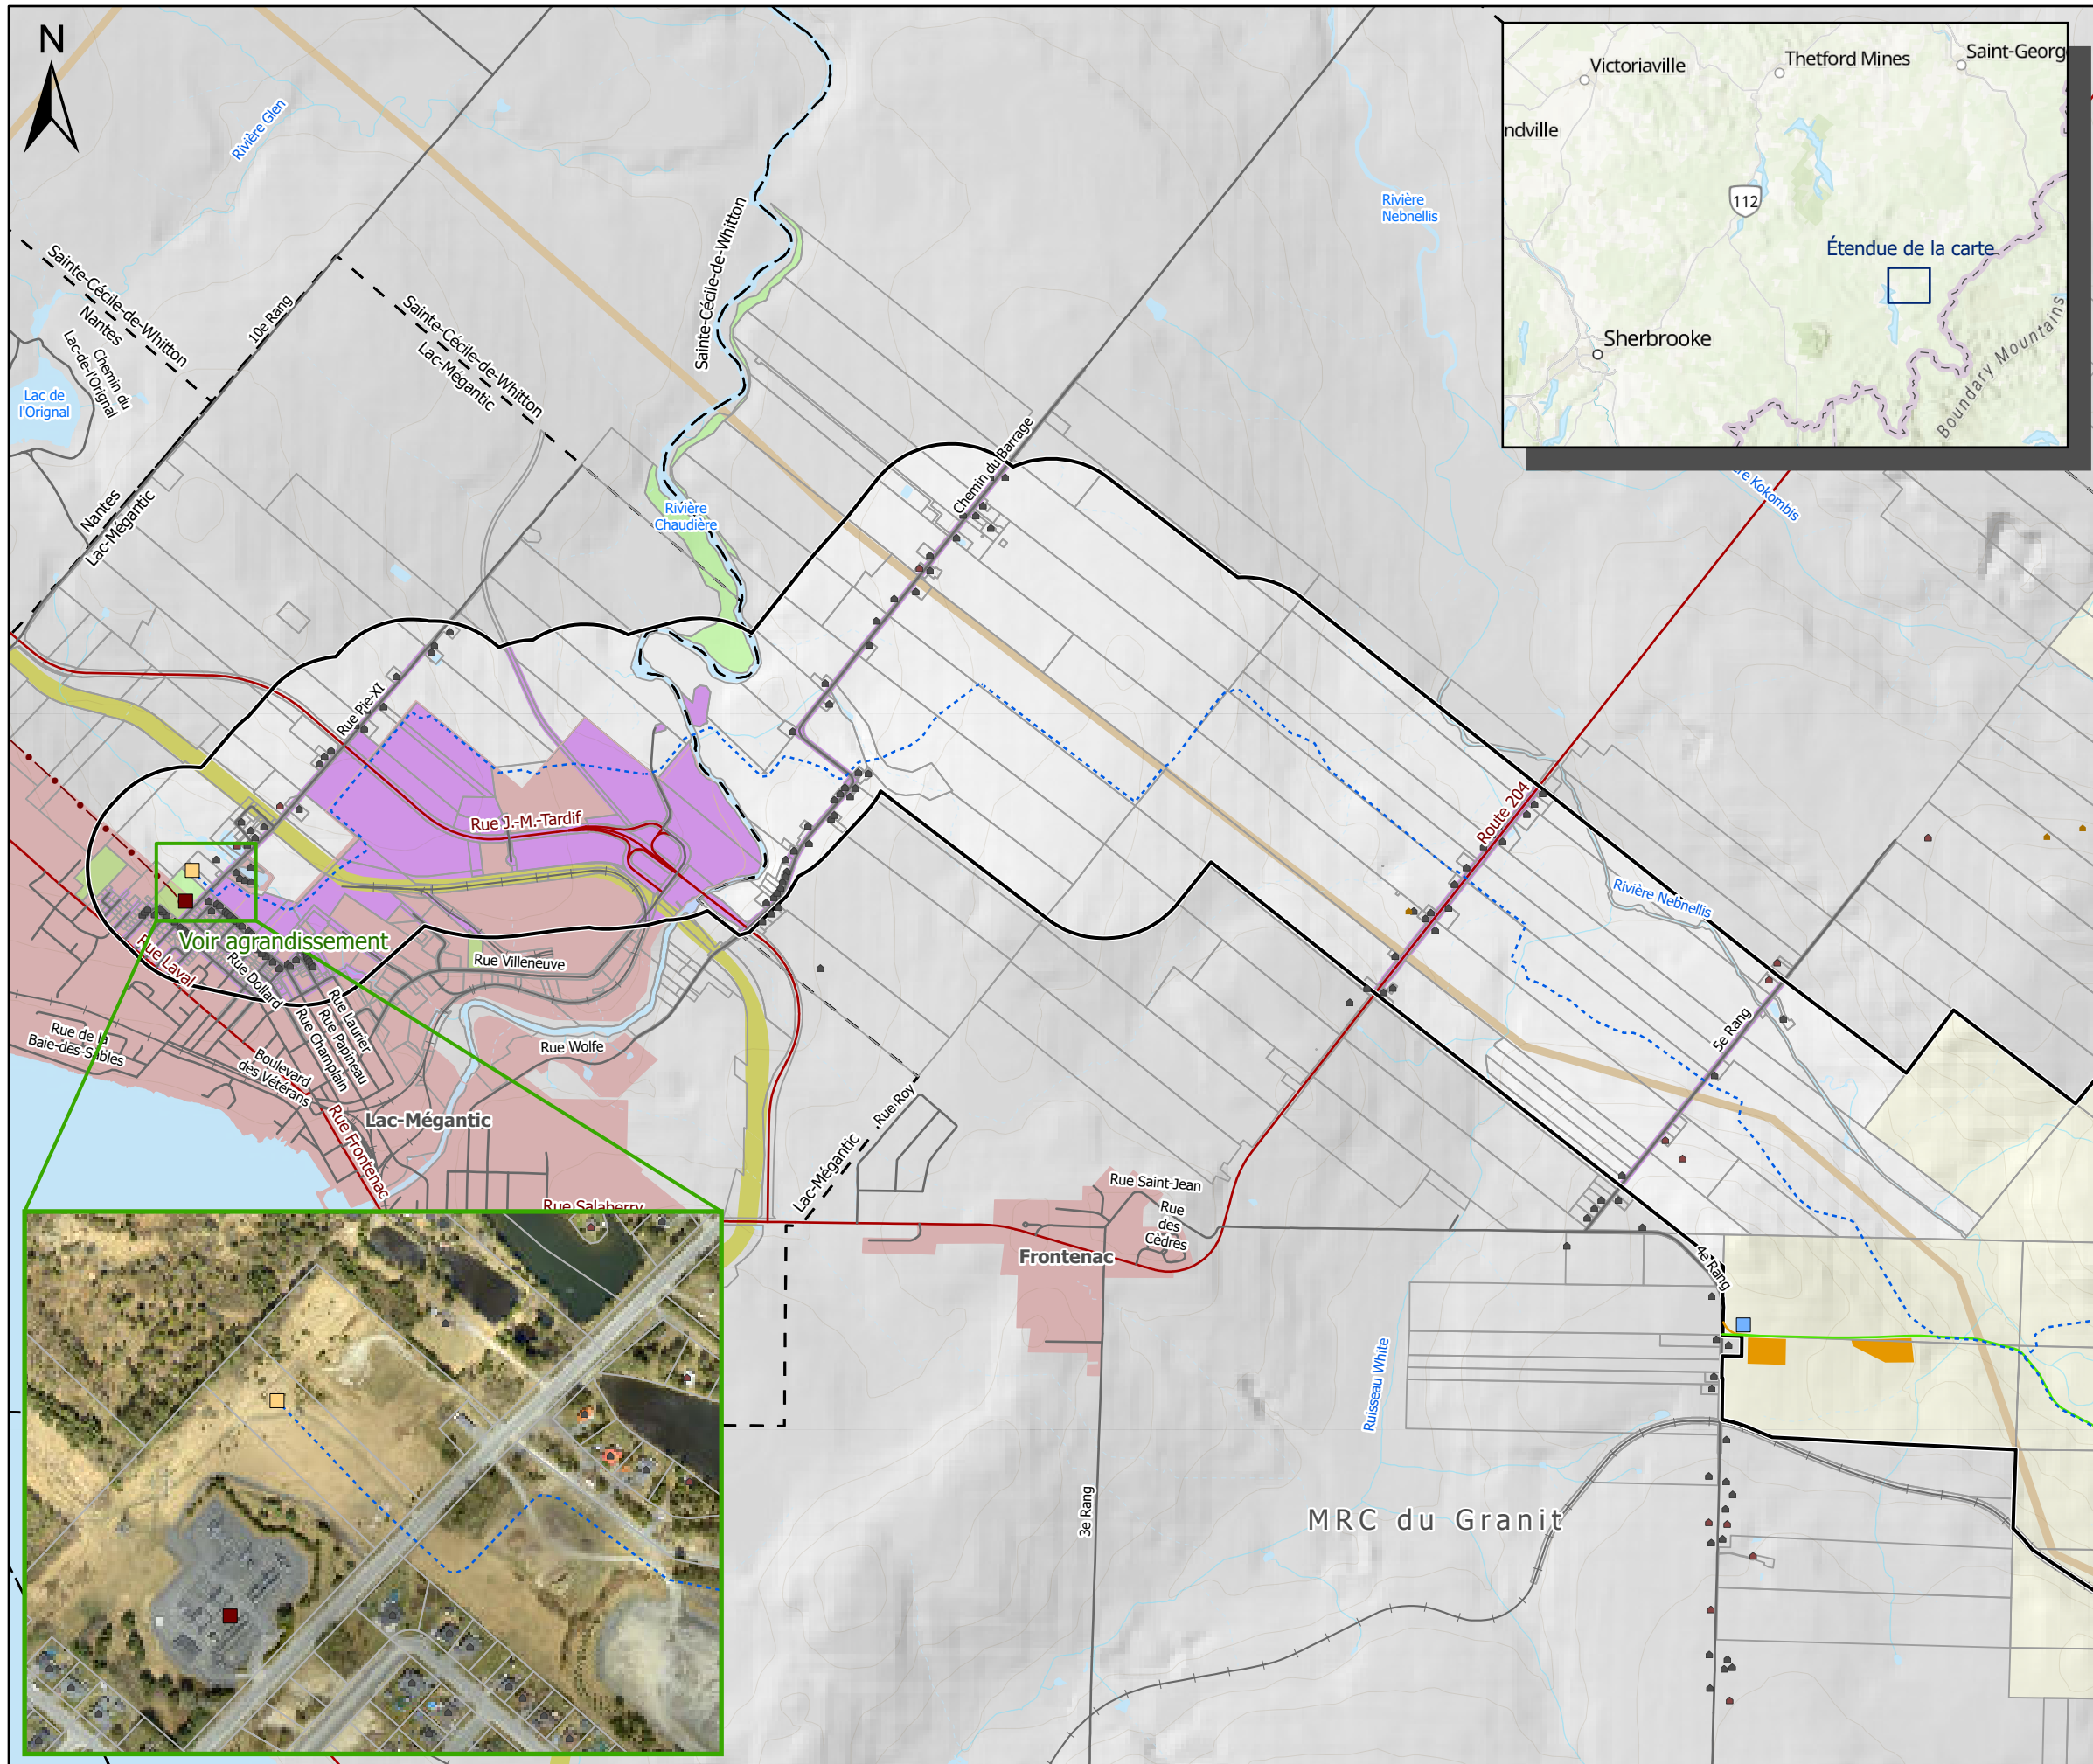 N
Victoriaville
Thetford Mines
Saint-Georg
ndville
112
Étendue de la carte
Sherbrooke
Boundary Mountains
Rivière Glen
Rivière
Nebnellis
Sainte-Cécile-de-Whitton
Sainte-Cécile-de-Whitton
Nantes
Chemin du
Lac-de-l'Orignal
10e Rang
Sainte-Cécile-de-Whitton
Lac-Mégantic
Lac de
l'Orignal
Nantes
Lac-Mégantic
Rivière
Chaudière
Chemin du Barrage
Kokombis
Rue Pie-XI
Rue J.-M.-Tardif
Route 204
Rivière Nebnellis
Voir agrandissement
Rue Laval
Rue Dollard
Rue Villeneuve
Rue Laurier
Rue Papineau
Rue Champlain
Rue de la
Baie-des-Sables
Boulevard
des Vétérans
Rue Wolfe
5e Rang
Rue Frontenac
Lac-Mégantic
Rue Roy
Lac-Mégantic
Rue Salaberry
Rue Saint-Jean
Rue
des
Cèdres
Frontenac
4e Rang
Ruisseau White
3e Rang
MRC du Granit